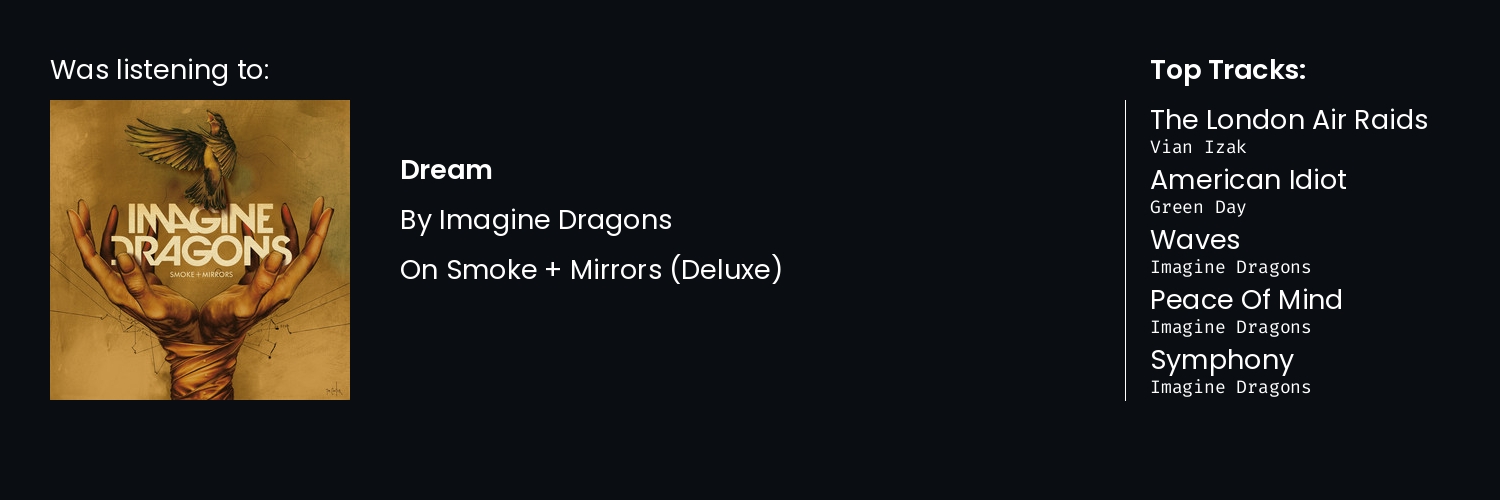 Was listening to:
IMAGINE
DRAGONS
SMOKE + MIRRORS
Dream
By Imagine Dragons
On Smoke + Mirrors (Deluxe)
Top Tracks:
The London Air Raids
Vian Izak
American Idiot
Green Day
Waves
Imagine Dragons
Peace Of Mind
Imagine Dragons
Symphony
Imagine Dragons